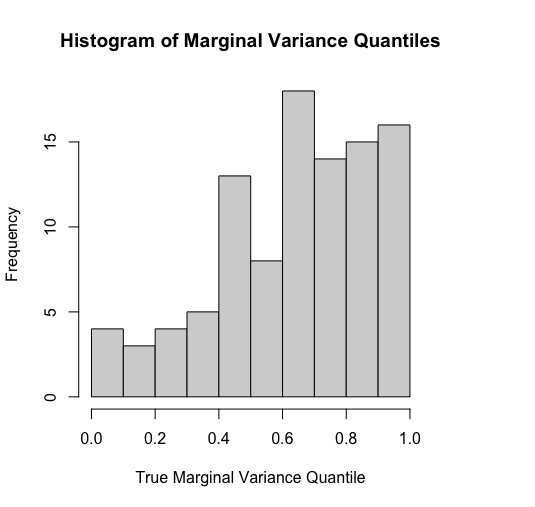 Histogram of Marginal Variance Quantiles
15
10
5
0
Frequency
0.0 0.2 0.4 0.6 0.8 1.0
True Marginal Variance Quantile